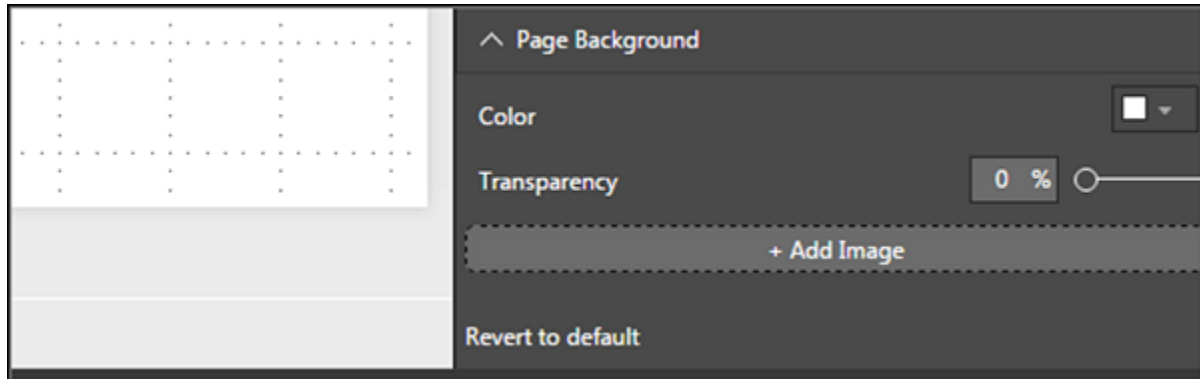 Page Background
Color
Transparency
0 %
+ Add Image
Revert to default